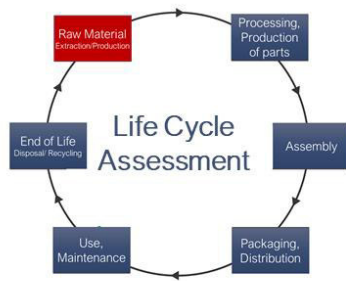 Raw Material
Extraction/Production
Processing,
Production
of parts
Life Cycle
Assessment
End of Life
Disposal/ Recycling
Assembly
Use,
Maintenance
Packaging,
Distribution